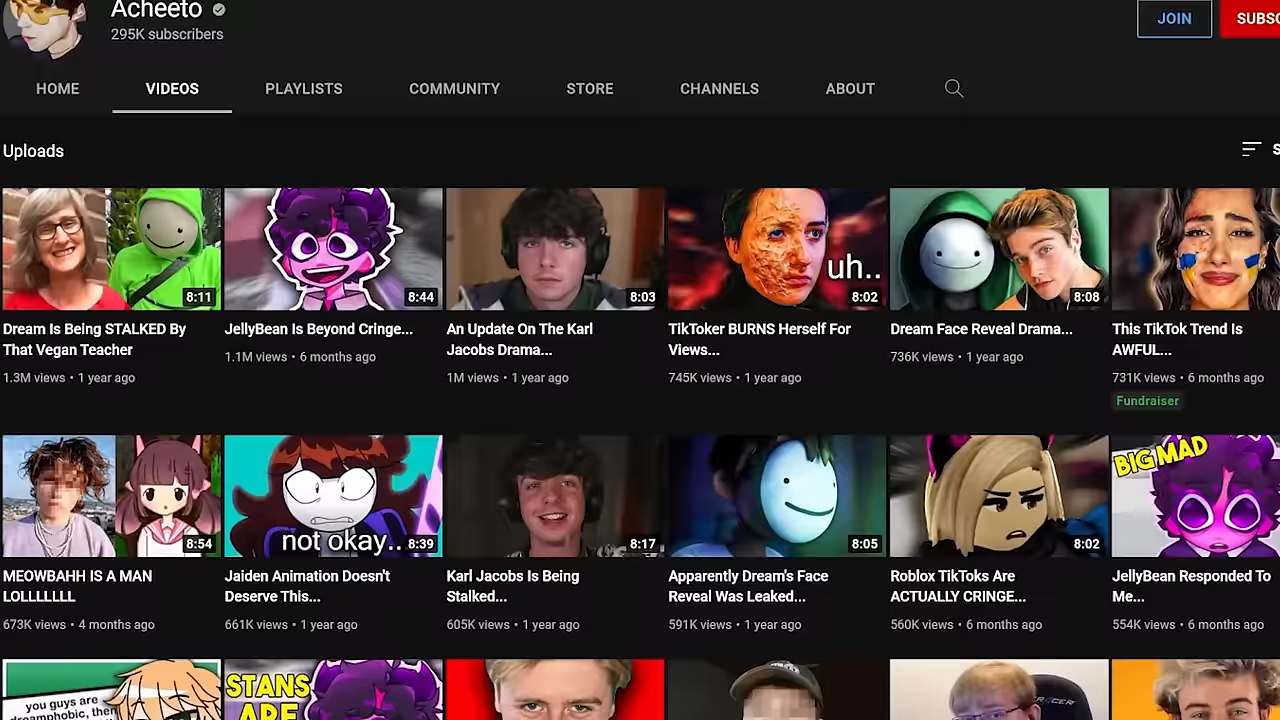 Acheeto
295K subscribers
JOIN
HOME
VIDEOS
PLAYLISTS
COMMUNITY
STORE
CHANNELS
ABOUT
Uploads
8:11
8:44
8:03
uh..
8:02
8:08
Dream Is Being STALKED By
That Vegan Teacher
1.3M views • 1 year ago
JellyBean Is Beyond Cringe...
1.1M views • 6 months ago
An Update On The Karl
Jacobs Drama...
1M views • 1 year ago
TikToker BURNS Herself For
Views...
745K views • 1 year ago
Dream Face Reveal Drama...
736K views • 1 year ago
This TikTok Trend Is
AWFUL...
731K views • 6 months ago
Fundraiser
8:54
not okay..
8:39
8:17
8:05
8:02
BIG MAD
MEOWBAHH IS A MAN
LOLLLLLLL
673K views • 4 months ago
Jaiden Animation Doesn't
Deserve This...
661K views • 1 year ago
Karl Jacobs Is Being
Stalked...
605K views • 1 year ago
Apparently Dream's Face
Reveal Was Leaked...
591K views • 1 year ago
Roblox TikToks Are
ACTUALLY CRINGE...
560K views • 6 months ago
JellyBean Responded To
Me...
554K views • 6 months ago
you guys are
dreamphobic, then
STANS
ARE